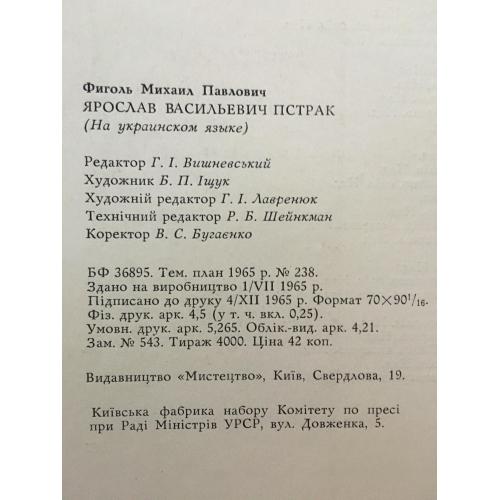 Фиголь Михаил Павлович
ЯРОСЛАВ ВАСИЛЬЕВИЧ ПСТРАК
(На украинском языке)
Редактор Г. І. Вишневський
Художник Б. П. Іщук
Художній редактор Г. І. Лавренюк
Технічний редактор Р. Б. Шейнкман
Коректор В. С. Бугаєнко
БФ 36895. Тем. план 1965 р. № 238.
Здано на виробництво 1/VII 1965 р.
Підписано до друку 4/XII 1965 р. Формат 70×90¹/₁₆.
Фіз. друк. арк. 4,5 (у т. ч. вкл. 0,25).
Умовн. друк. арк. 5,265. Облік.-вид. арк. 4,21.
Зам. № 543. Тираж 4000. Ціна 42 коп.
Видавництво «Мистецтво», Київ, Свердлова, 19.
Київська фабрика набору Комітету по пресі
при Раді Міністрів УРСР, вул. Довженка, 5.